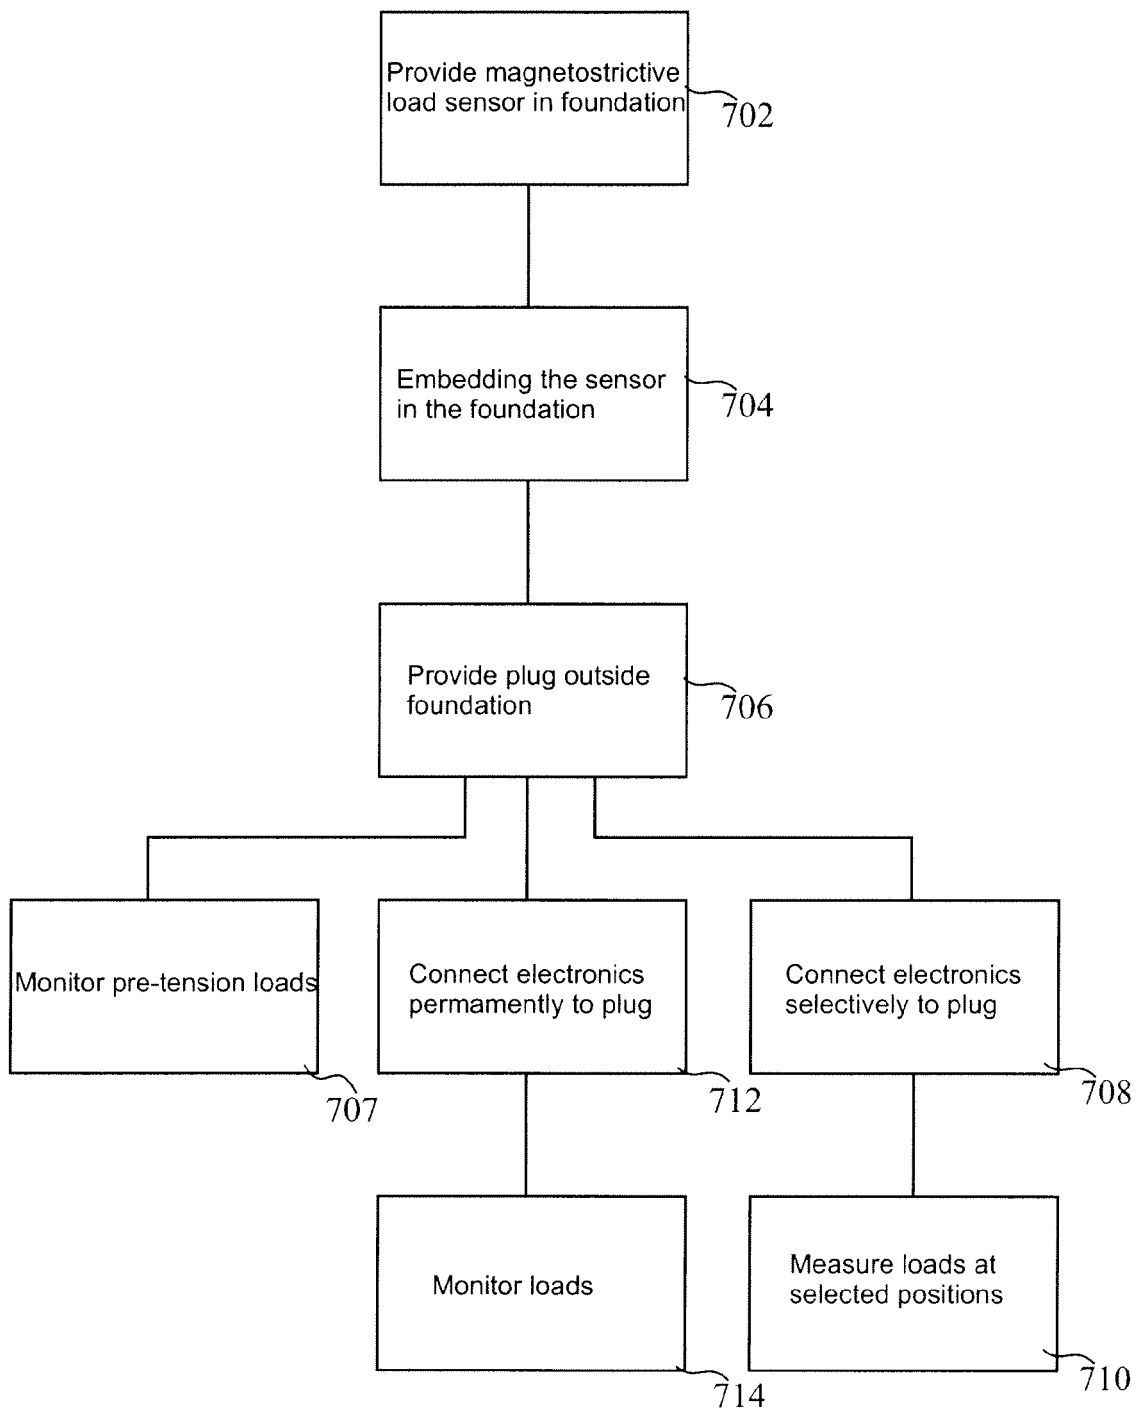 Provide magnetostrictive
load sensor in foundation
702
Embedding the sensor
in the foundation
704
Provide plug outside
foundation
706
Monitor pre-tension loads
707
Connect electronics
permamently to plug
712
Connect electronics
selectively to plug
708
Monitor loads
714
Measure loads at
selected positions
710